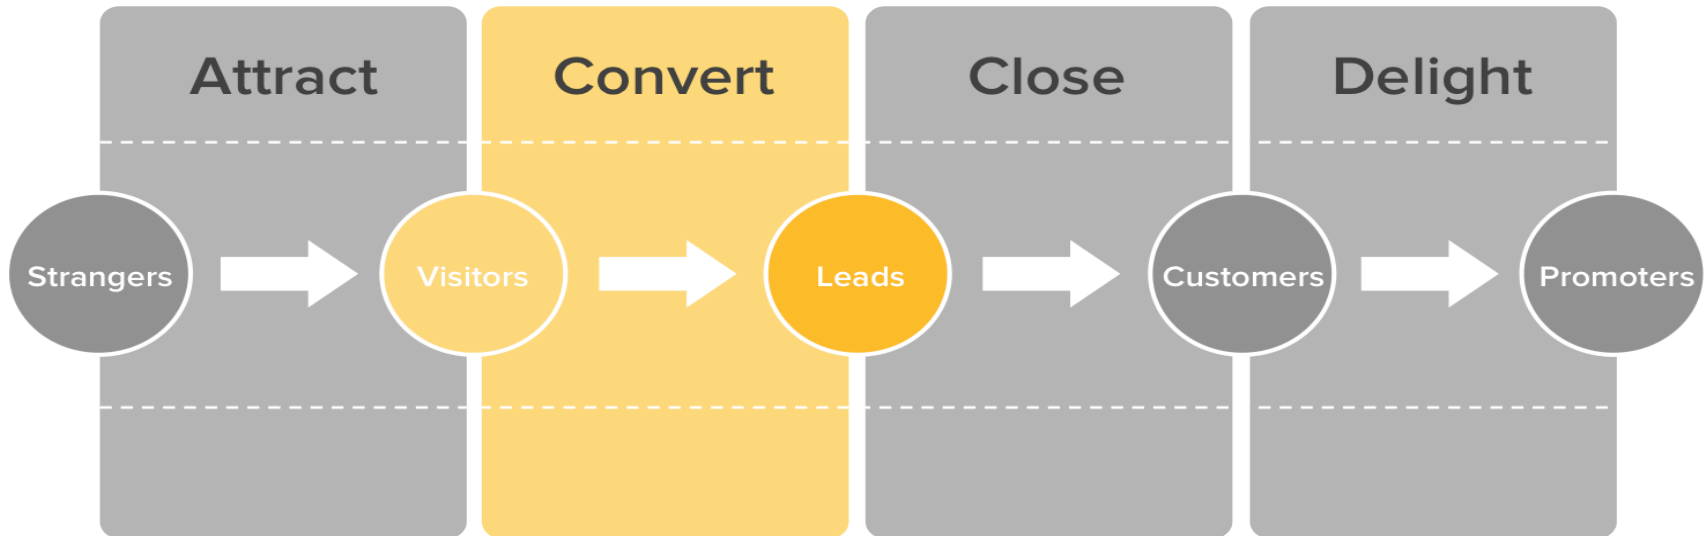 Attract
Convert
Close
Delight
Strangers
Visitors
Leads
Customers
Promoters